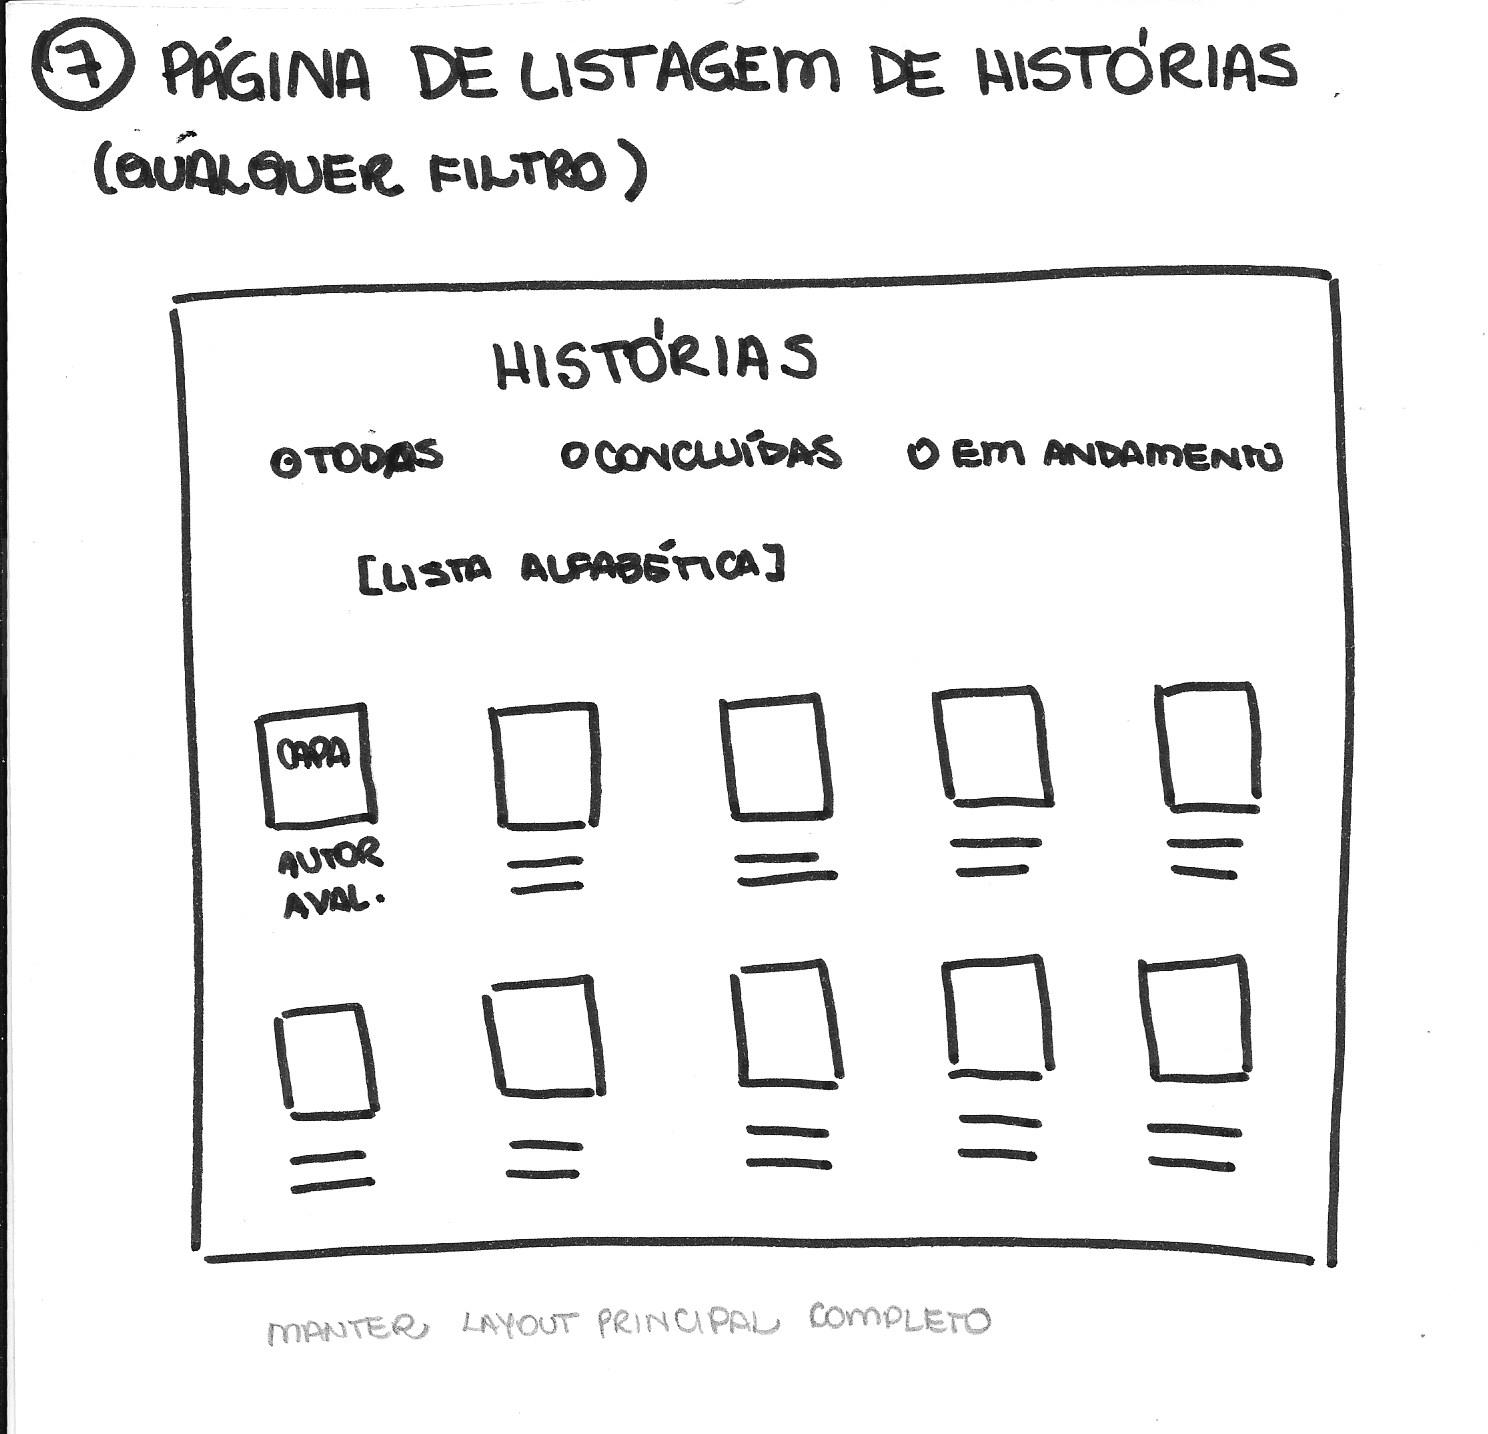 7 PÁGINA DE LISTAGEM DE HISTÓRIAS
(QUALQUER FILTRO)
HISTÓRIAS
TODAS CONCLUÍDAS EM ANDAMENTO
[LISTA ALFABÉTICA]
CAPA
AUTOR
AVAL.
MANTER LAYOUT PRINCIPAL COMPLETO